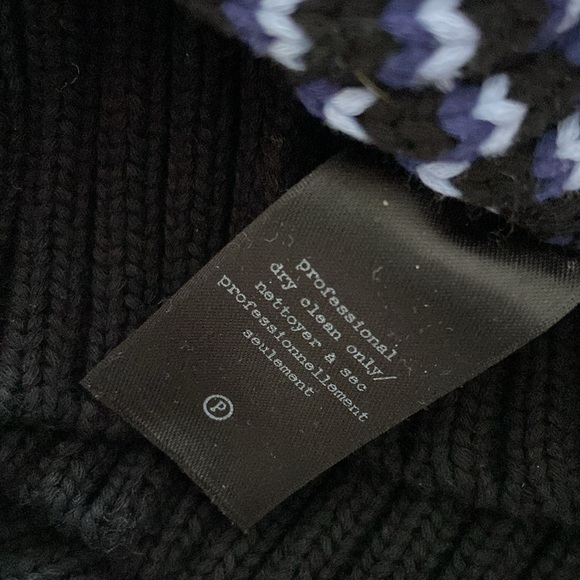 professional
dry clean only/
nettoyer à sec
professionnellement
seulement
P